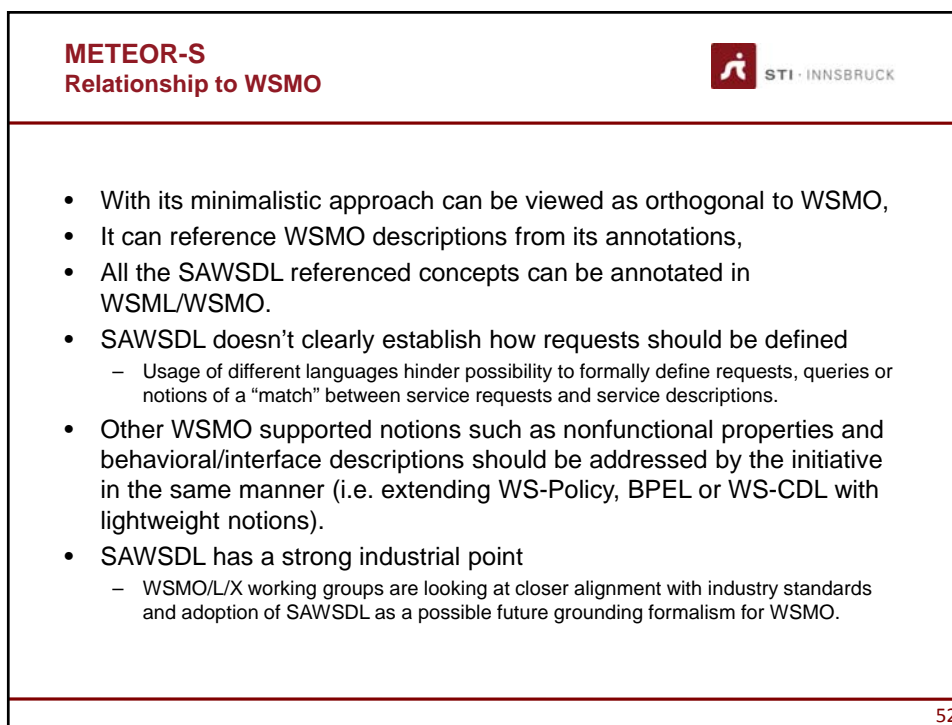 METEOR-S
Relationship to WSMO
STI · INNSBRUCK
• With its minimalistic approach can be viewed as orthogonal to WSMO,
• It can reference WSMO descriptions from its annotations,
• All the SAWSDL referenced concepts can be annotated in
WSML/WSMO.
• SAWSDL doesn't clearly establish how requests should be defined
– Usage of different languages hinder possibility to formally define requests, queries or
notions of a “match” between service requests and service descriptions.
• Other WSMO supported notions such as nonfunctional properties and
behavioral/interface descriptions should be addressed by the initiative
in the same manner (i.e. extending WS-Policy, BPEL or WS-CDL with
lightweight notions).
• SAWSDL has a strong industrial point
– WSMO/L/X working groups are looking at closer alignment with industry standards
and adoption of SAWSDL as a possible future grounding formalism for WSMO.
52